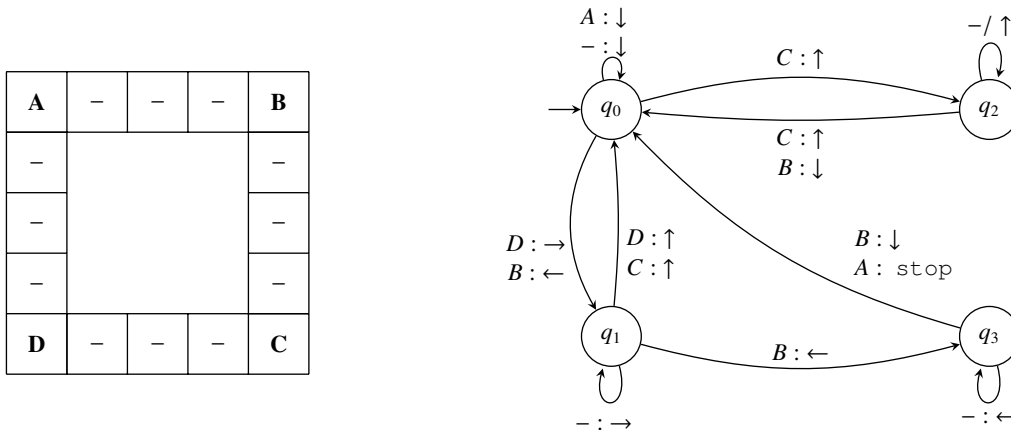 A : ↓
- : ↓
-/ ↑
C : ↑
A – – – B
q0
q2
–
–
C : ↑
B : ↓
–
–
D : →
B : ←
D : ↑
C : ↑
B : ↓
A : stop
–
–
D – – – C
q1
q3
B : ←
- : →
- : ←